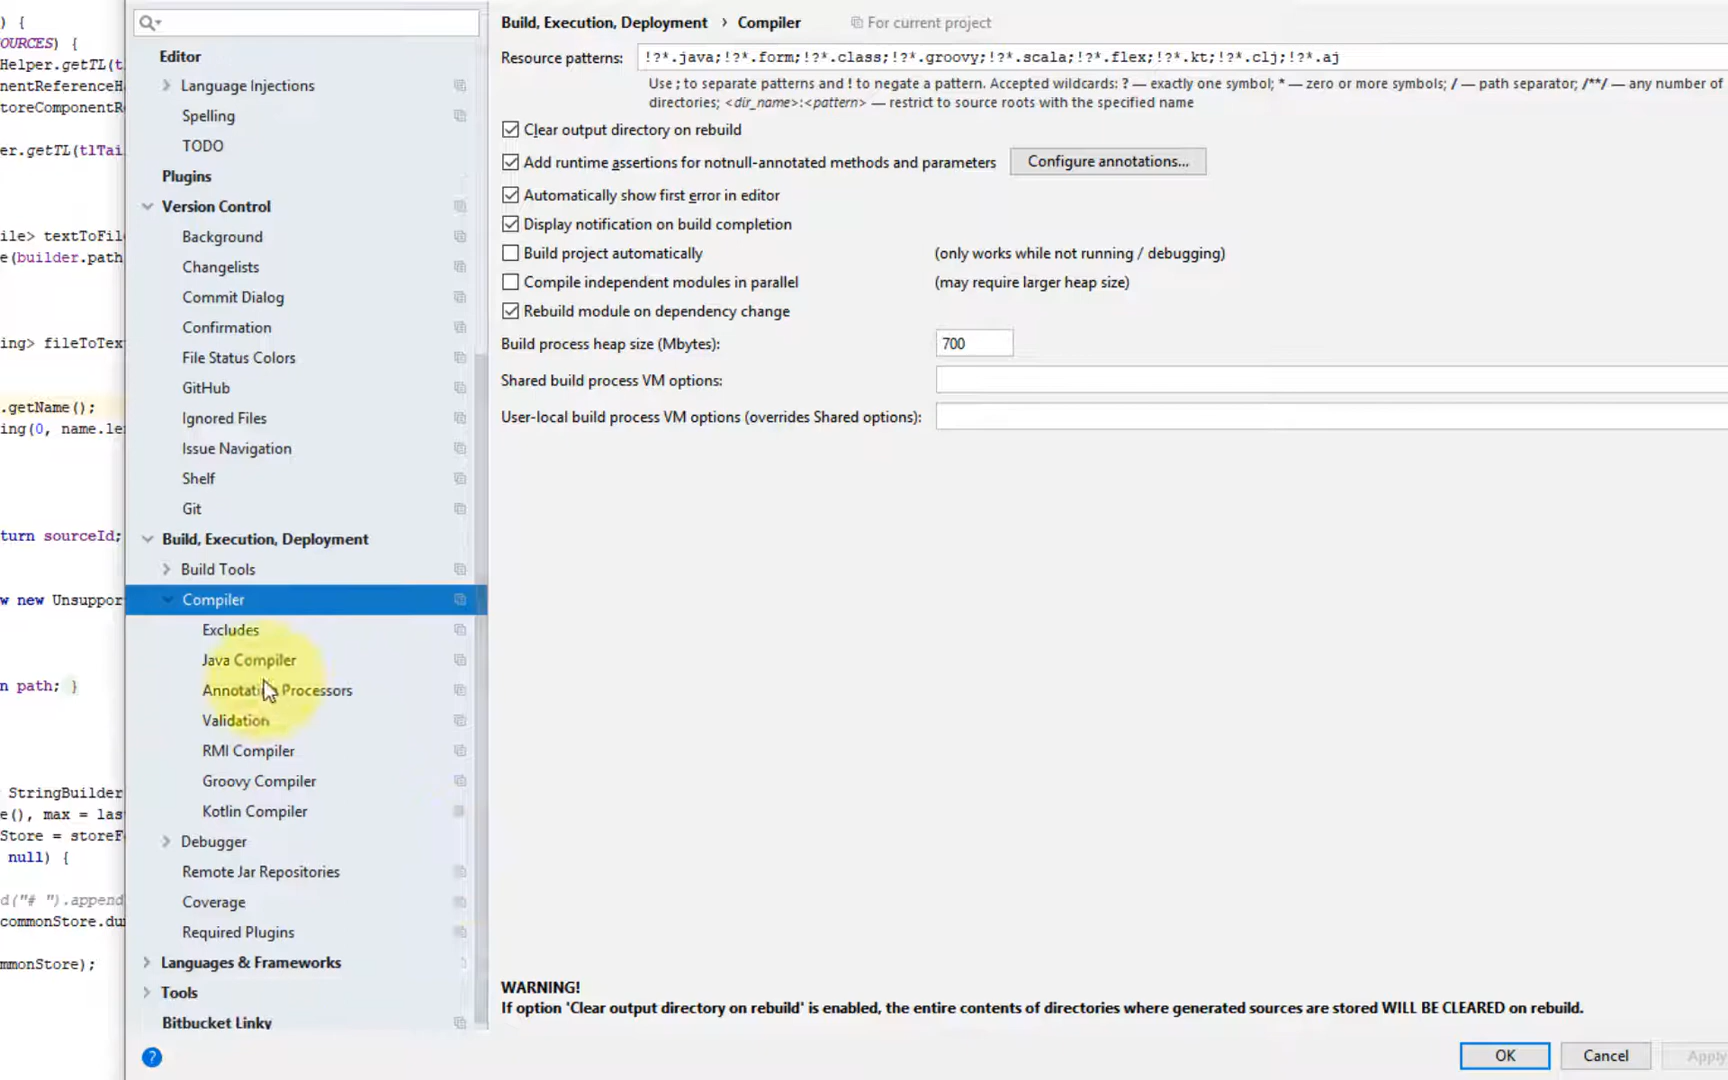 ) {
OURCES) {
Helper.getTL(t
nentReferenceH
toreComponentR
er.getTL(tlTai
ile> textToFil
e(builder.path
ing> fileToTex
.getName();
ing(0, name.le
turn sourceId;
w new Unsuppor
n path; }
StringBuilder
e(), max = las
Store = storeF
null) {
d("# ").append
commonStore.du
mmonStore);
Editor
Language Injections
Spelling
TODO
Plugins
Version Control
Background
Changelists
Commit Dialog
Confirmation
File Status Colors
GitHub
Ignored Files
Issue Navigation
Shelf
Git
Build, Execution, Deployment
Build Tools
Compiler
Excludes
Java Compiler
Annotation Processors
Validation
RMI Compiler
Groovy Compiler
Kotlin Compiler
Debugger
Remote Jar Repositories
Coverage
Required Plugins
Languages & Frameworks
Tools
Bitbucket Linky
?
Build, Execution, Deployment › Compiler For current project
Resource patterns: !?*.java;!?*.form;!?*.class;!?*.groovy;!?*.scala;!?*.flex;!?*.kt;!?*.clj;!?*.aj
Use ; to separate patterns and ! to negate a pattern. Accepted wildcards: ? — exactly one symbol; * — zero or more symbols; / — path separator; /**/ — any number of
directories; <dir_name>:<pattern> — restrict to source roots with the specified name
Clear output directory on rebuild
Add runtime assertions for notnull-annotated methods and parameters Configure annotations...
Automatically show first error in editor
Display notification on build completion
Build project automatically (only works while not running / debugging)
Compile independent modules in parallel (may require larger heap size)
Rebuild module on dependency change
Build process heap size (Mbytes): 700
Shared build process VM options:
User-local build process VM options (overrides Shared options):
WARNING!
If option 'Clear output directory on rebuild' is enabled, the entire contents of directories where generated sources are stored WILL BE CLEARED on rebuild.
OK Cancel Apply